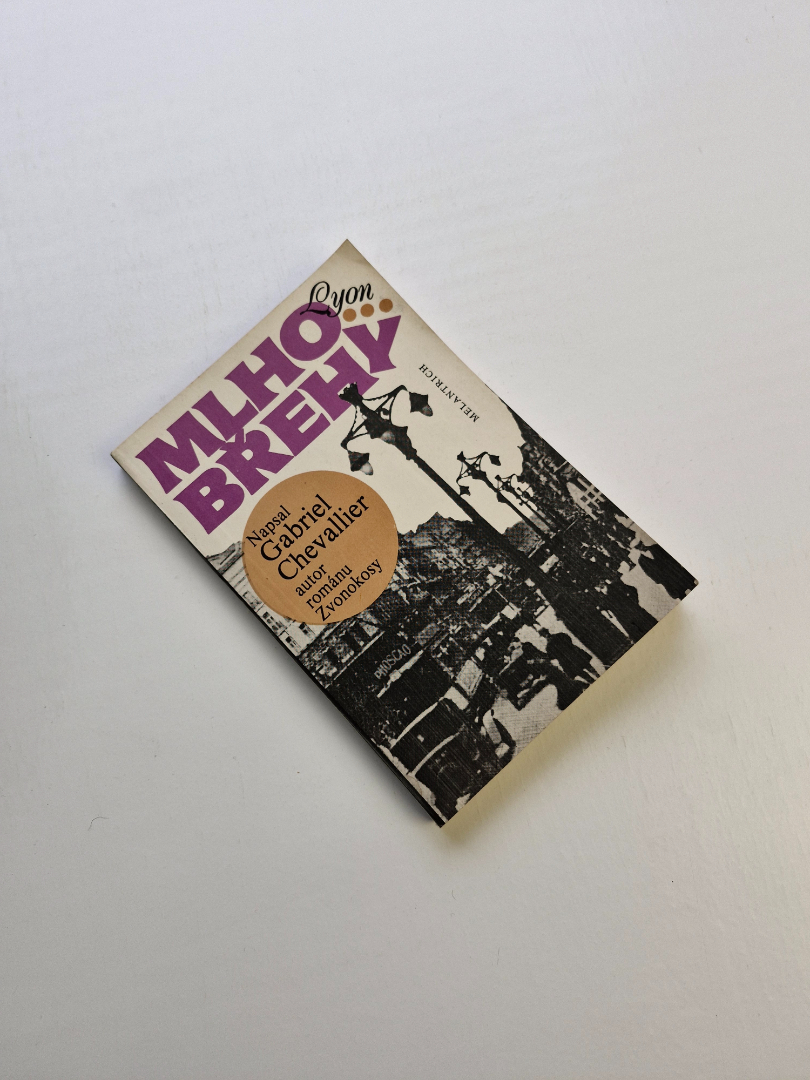 Lyon...
MLHO
BŘEHY
MELANTRICH
Napsal
Gabriel
Chevallier
autor
románu
Zvonokosy